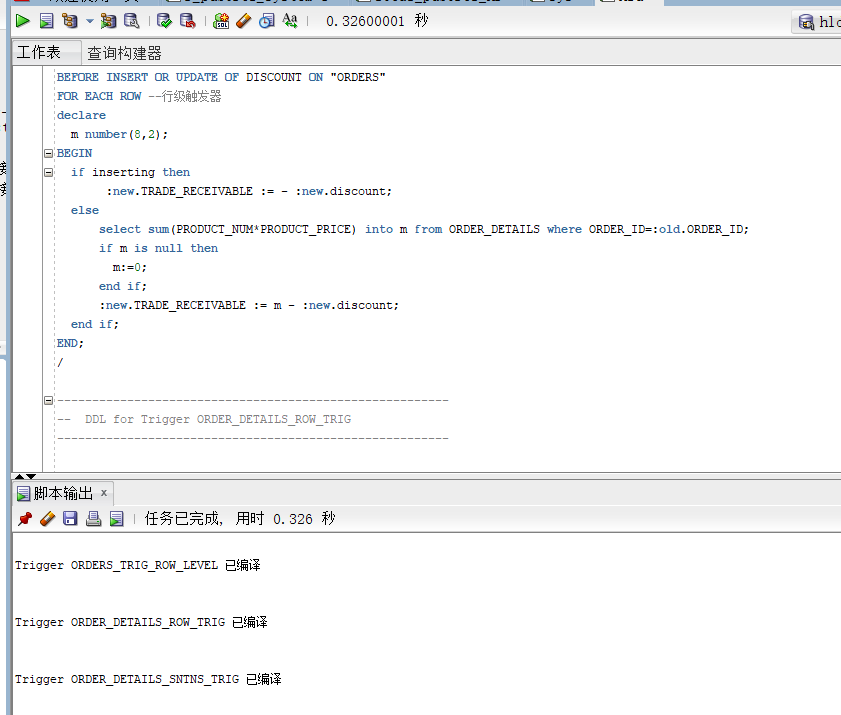 0.32600001 秒
工作表 查询构建器
BEFORE INSERT OR UPDATE OF DISCOUNT ON "ORDERS"
FOR EACH ROW --行级触发器
declare
m number(8,2);
BEGIN
if inserting then
:new.TRADE_RECEIVABLE := - :new.discount;
else
select sum(PRODUCT_NUM*PRODUCT_PRICE) into m from ORDER_DETAILS where ORDER_ID=:old.ORDER_ID;
if m is null then
m:=0;
end if;
:new.TRADE_RECEIVABLE := m - :new.discount;
end if;
END;
/
--------------------------------------------------------
-- DDL for Trigger ORDER_DETAILS_ROW_TRIG
--------------------------------------------------------
脚本输出 x
任务已完成, 用时 0.326 秒
Trigger ORDERS_TRIG_ROW_LEVEL 已编译
Trigger ORDER_DETAILS_ROW_TRIG 已编译
Trigger ORDER_DETAILS_SNTNS_TRIG 已编译